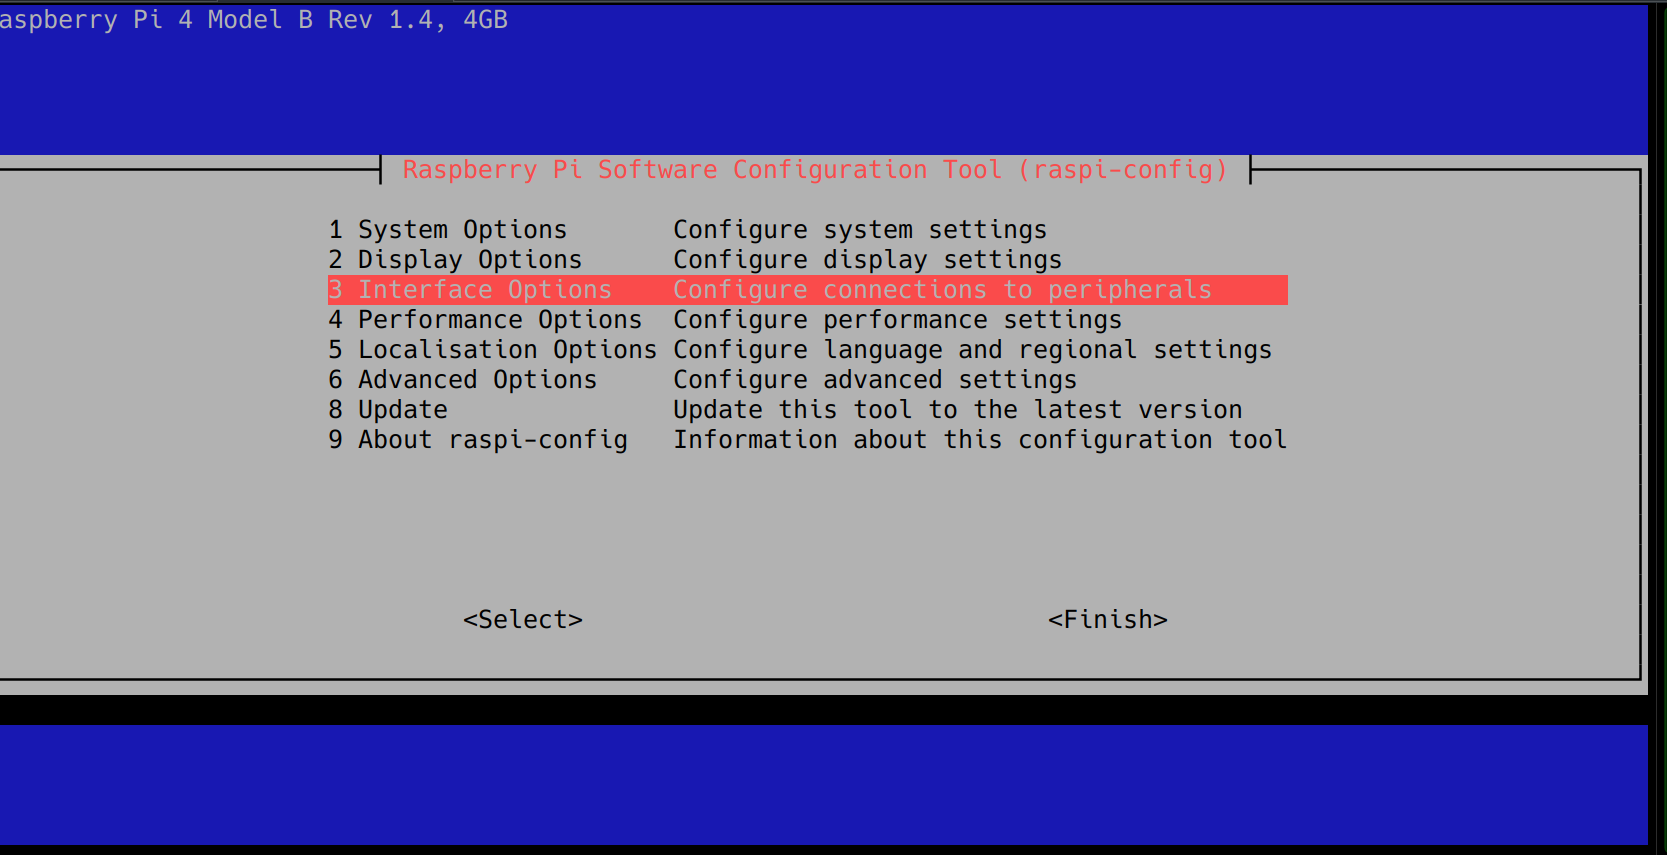 aspberry Pi 4 Model B Rev 1.4, 4GB
Raspberry Pi Software Configuration Tool (raspi-config)
1 System Options Configure system settings
2 Display Options Configure display settings
3 Interface Options Configure connections to peripherals
4 Performance Options Configure performance settings
5 Localisation Options Configure language and regional settings
6 Advanced Options Configure advanced settings
8 Update Update this tool to the latest version
9 About raspi-config Information about this configuration tool
<Select> <Finish>